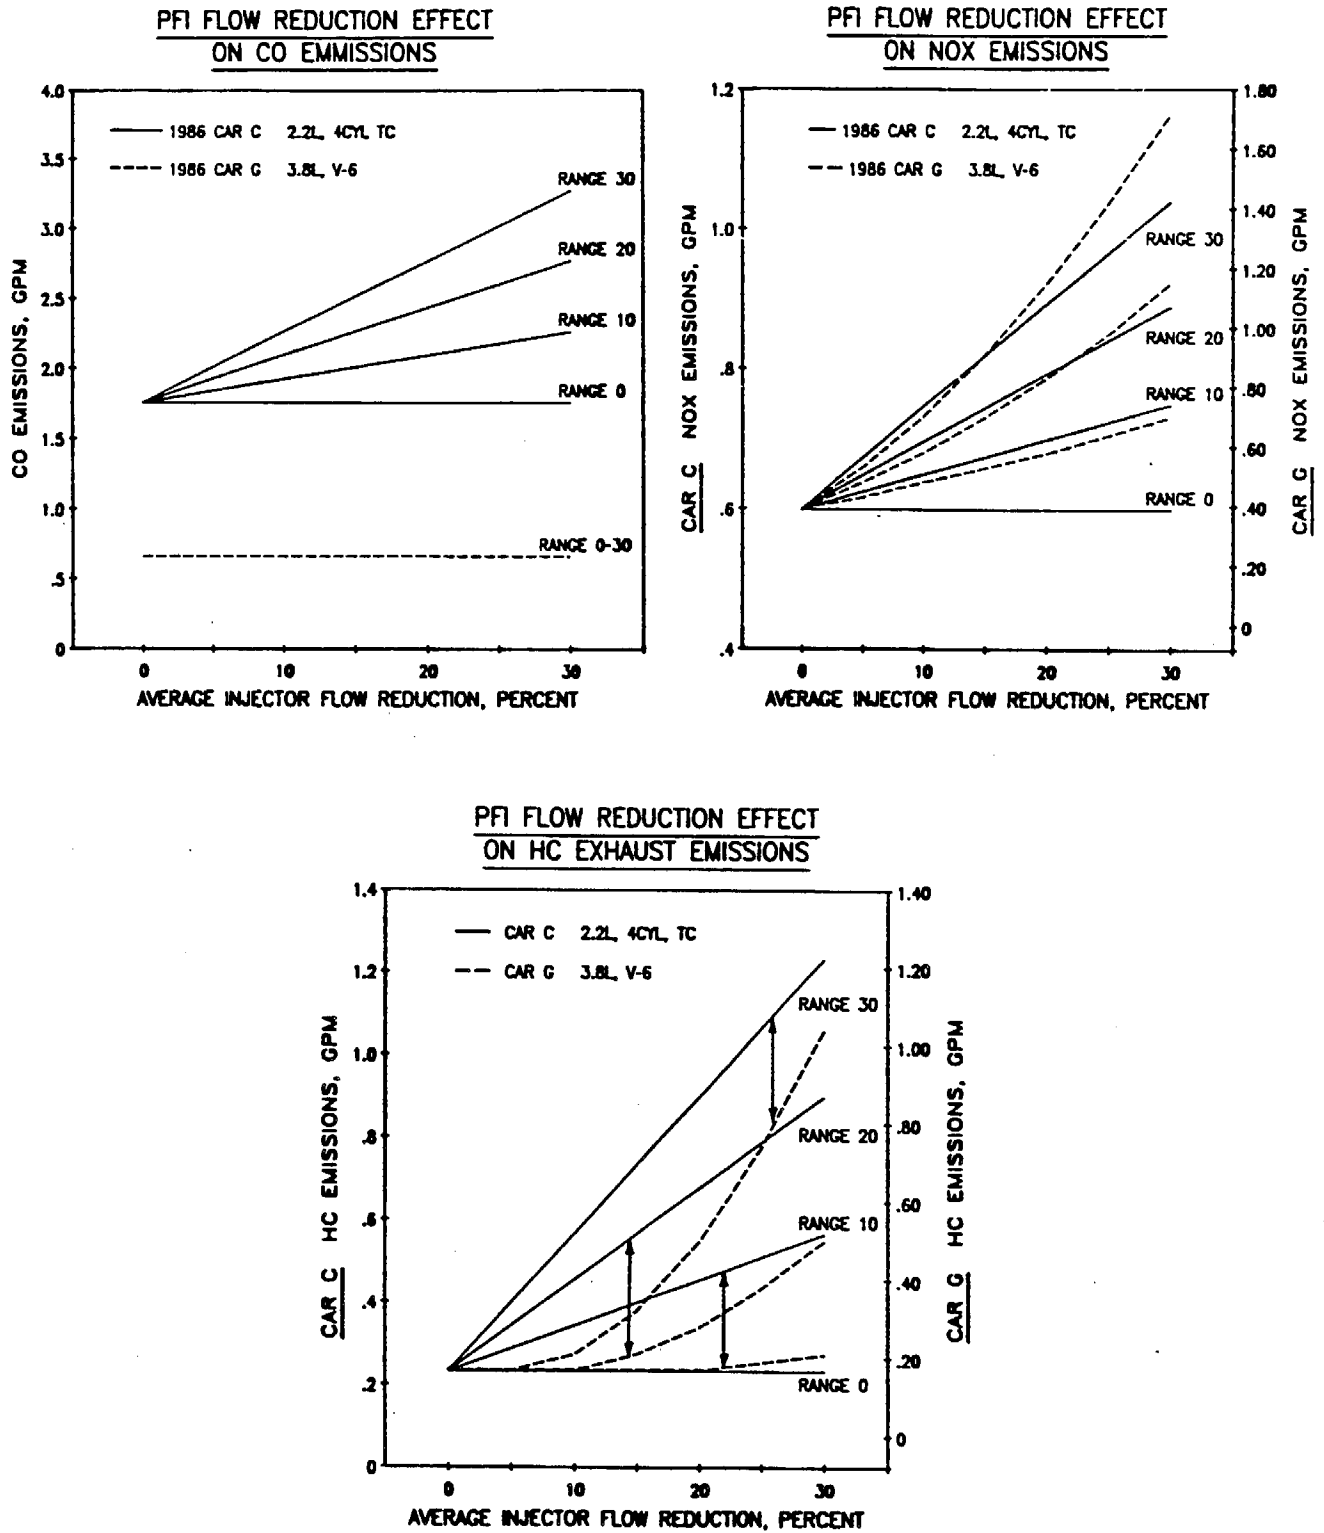 PFI FLOW REDUCTION EFFECT
ON CO EMMISSIONS
4.0
3.5
3.0
2.5
2.0
1.5
1.0
.5
0
CO EMISSIONS, GPM
1986 CAR C 2.2L, 4CYL, TC
1986 CAR G 3.8L, V-6
RANGE 30
RANGE 20
RANGE 10
RANGE 0
RANGE 0-30
0 10 20 30
AVERAGE INJECTOR FLOW REDUCTION, PERCENT
PFI FLOW REDUCTION EFFECT
ON NOX EMISSIONS
1.2
1.0
.8
.6
.4
CAR C NOX EMISSIONS, GPM
1986 CAR C 2.2L, 4CYL, TC
1986 CAR G 3.8L, V-6
RANGE 30
RANGE 20
RANGE 10
RANGE 0
1.80
1.60
1.40
1.20
1.00
.80
.60
.40
.20
0
CAR G NOX EMISSIONS, GPM
0 10 20 30
AVERAGE INJECTOR FLOW REDUCTION, PERCENT
PFI FLOW REDUCTION EFFECT
ON HC EXHAUST EMISSIONS
1.4
1.2
1.0
.8
.6
.4
.2
0
CAR C HC EMISSIONS, GPM
CAR C 2.2L, 4CYL, TC
CAR G 3.8L, V-6
RANGE 30
RANGE 20
RANGE 10
RANGE 0
1.40
1.20
1.00
.80
.60
.40
.20
0
CAR G HC EMISSIONS, GPM
0 10 20 30
AVERAGE INJECTOR FLOW REDUCTION, PERCENT